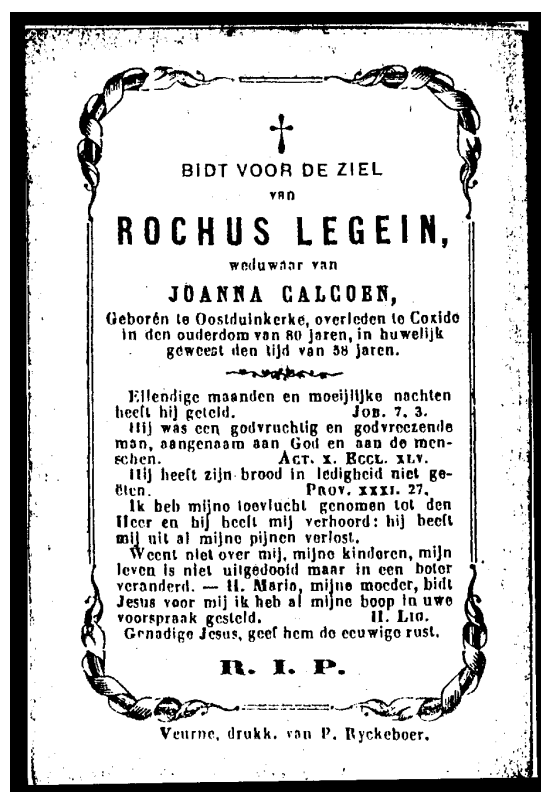 BIDT VOOR DE ZIEL
van
ROCHUS LEGEIN,
weduwaar van
JOANNA CALCOEN,
Geborén te Oostduinkerke, overleden te Coxide
in den ouderdom van 80 jaren, in huwelijk
geweest den tijd van 58 jaren.
Ellendige maanden en moeijlijke nachten
heeft hij geteld. JOB. 7. 3.
Hij was een godvruchtig en godvreezende
man, aangenaam aan God en aan de men-
schen. ACT. X. ECCL. XLV.
Hij heeft zijn brood in ledigheid niet ge-
ëten. PROV. XXXI. 27.
Ik heb mijne toevlucht genomen tot den
Heer en hij heeft mij verhoord: hij heeft
mij uit al mijne pijnen verlost.
Weent niet over mij, mijne kinderen, mijn
leven is niet uitgedoofd maar in een beter
veranderd. — H. Maria, mijne moeder, bidt
Jesus voor mij ik heb al mijne hoop in uwe
voorspraak gesteld. H. LIG.
Genadige Jesus, geef hem de eeuwige rust.
R. I. P.
Veurne, drukk. van P. Ryckeboer.